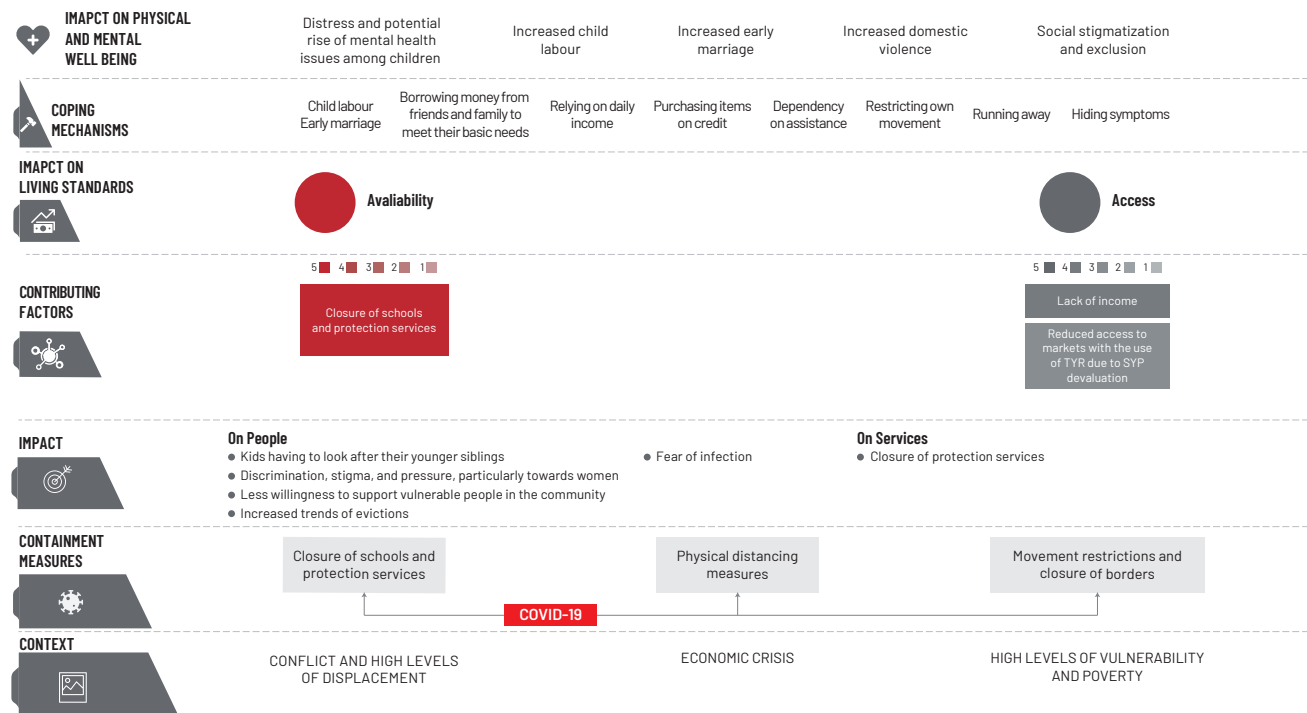 IMAPCT ON PHYSICAL
AND MENTAL
WELL BEING
Distress and potential
rise of mental health
issues among children
Increased child
labour
Increased early
marriage
Increased domestic
violence
Social stigmatization
and exclusion
COPING
MECHANISMS
Child labour
Early marriage
Borrowing money from
friends and family to
meet their basic needs
Relying on daily
income
Purchasing items
on credit
Dependency
on assistance
Restricting own
movement
Running away
Hiding symptoms
IMAPCT ON
LIVING STANDARDS
Avaliability
Access
CONTRIBUTING
FACTORS
5 4 3 2 1
Closure of schools
and protection services
5 4 3 2 1
Lack of income
Reduced access to
markets with the use
of TYR due to SYP
devaluation
IMPACT
On People
Kids having to look after their younger siblings
Discrimination, stigma, and pressure, particularly towards women
Less willingness to support vulnerable people in the community
Increased trends of evictions
Fear of infection
On Services
Closure of protection services
CONTAINMENT
MEASURES
Closure of schools and
protection services
Physical distancing
measures
Movement restrictions and
closure of borders
COVID-19
CONTEXT
CONFLICT AND HIGH LEVELS
OF DISPLACEMENT
ECONOMIC CRISIS
HIGH LEVELS OF VULNERABILITY
AND POVERTY